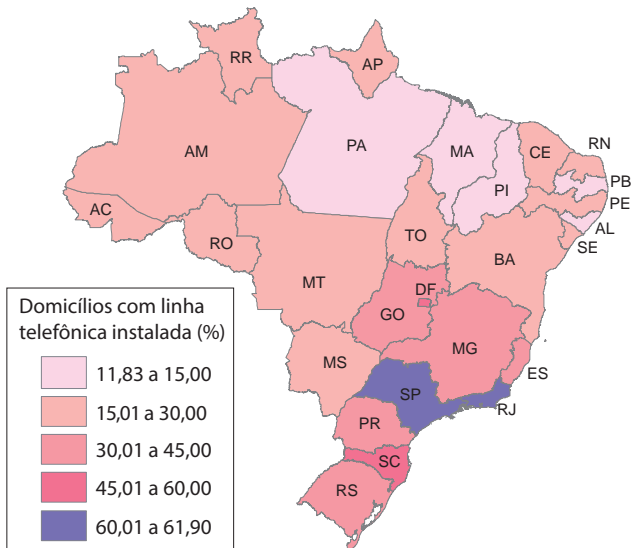 RR
AP
AM
PA
MA
CE
RN
PB
PI
PE
AL
SE
AC
RO
TO
BA
MT
DF
GO
MG
MS
ES
SP
RJ
PR
SC
RS
Domicílios com linha
telefônica instalada (%)
11,83 a 15,00
15,01 a 30,00
30,01 a 45,00
45,01 a 60,00
60,01 a 61,90